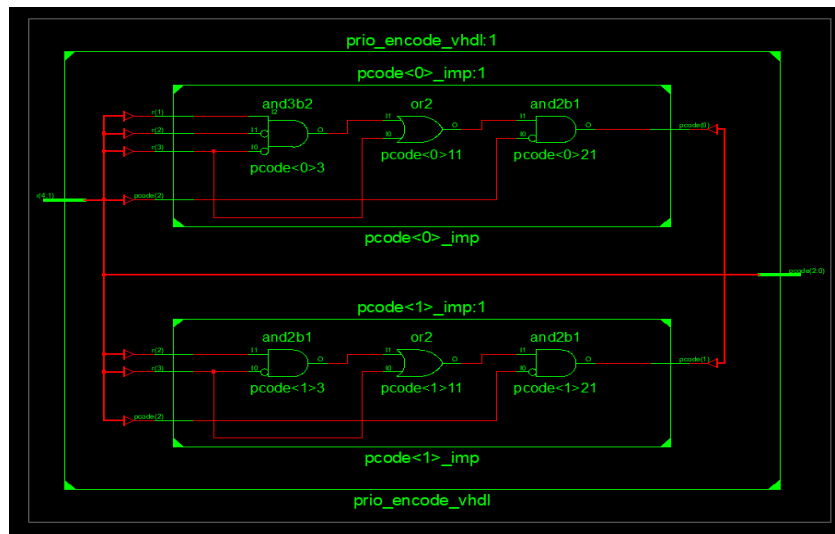 prio_encode_vhdl:1
pcode<0>_imp:1
and3b2 or2 and2b1
r(1) I2 I1 I1
r(2) I1 O O O pcode(0)
r(3) I0 I0 I0
pcode<0>3 pcode<0>11 pcode<0>21
r(4:1) pcode(2)
pcode<0>_imp
pcode(2:0)
pcode<1>_imp:1
and2b1 or2 and2b1
r(2) I1 O I1 O I1 O pcode(1)
r(3) I0 I0 I0
pcode<1>3 pcode<1>11 pcode<1>21
pcode(2)
pcode<1>_imp
prio_encode_vhdl